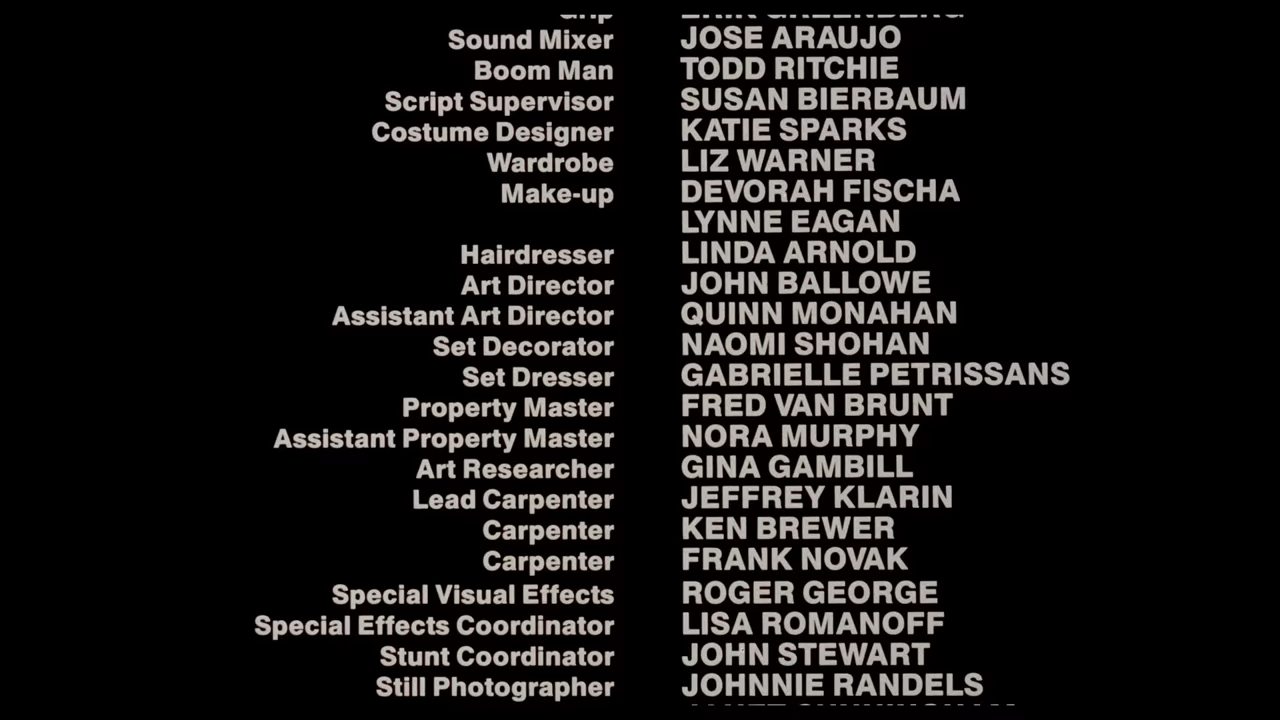 Grip ERIK GREENBERG
Sound Mixer JOSE ARAUJO
Boom Man TODD RITCHIE
Script Supervisor SUSAN BIERBAUM
Costume Designer KATIE SPARKS
Wardrobe LIZ WARNER
Make-up DEVORAH FISCHA
LYNNE EAGAN
Hairdresser LINDA ARNOLD
Art Director JOHN BALLOWE
Assistant Art Director QUINN MONAHAN
Set Decorator NAOMI SHOHAN
Set Dresser GABRIELLE PETRISSANS
Property Master FRED VAN BRUNT
Assistant Property Master NORA MURPHY
Art Researcher GINA GAMBILL
Lead Carpenter JEFFREY KLARIN
Carpenter KEN BREWER
Carpenter FRANK NOVAK
Special Visual Effects ROGER GEORGE
Special Effects Coordinator LISA ROMANOFF
Stunt Coordinator JOHN STEWART
Still Photographer JOHNNIE RANDELS